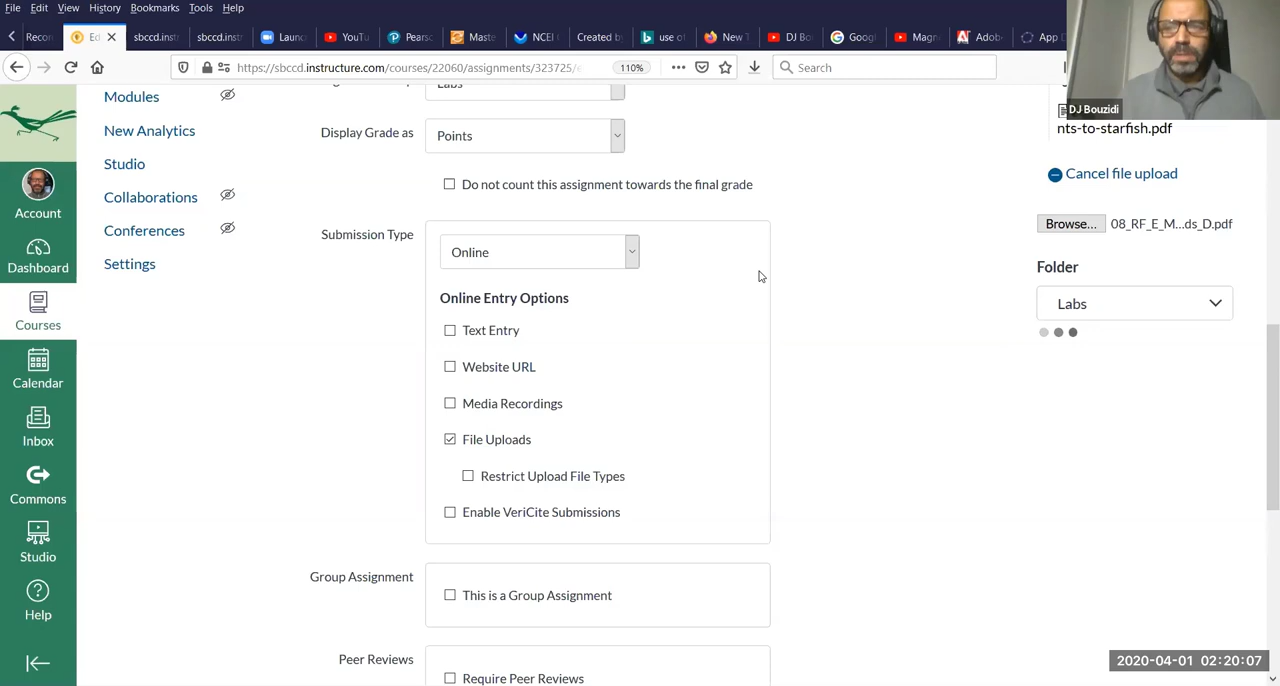 File Edit View History Bookmarks Tools Help
Recor
Ed
sbccd.inst
sbccd.inst
Launc
YouTu
Pearsc
Maste
NCEI
Created by
use of
New T
DJ Bo
Googl
Magn
Adob
App D
https://sbccd.instructure.com/courses/22060/assignments/323725/e
110%
Search
DJ Bouzidi
Modules
New Analytics
Studio
Collaborations
Conferences
Settings
Account
Dashboard
Courses
Calendar
Inbox
Commons
Studio
Help
Labs
Display Grade as
Points
Do not count this assignment towards the final grade
Submission Type
Online
Online Entry Options
Text Entry
Website URL
Media Recordings
File Uploads
Restrict Upload File Types
Enable VeriCite Submissions
Group Assignment
This is a Group Assignment
Peer Reviews
Require Peer Reviews
nts-to-starfish.pdf
Cancel file upload
Browse... 08_RF_E_M...ds_D.pdf
Folder
Labs
2020-04-01 02:20:07